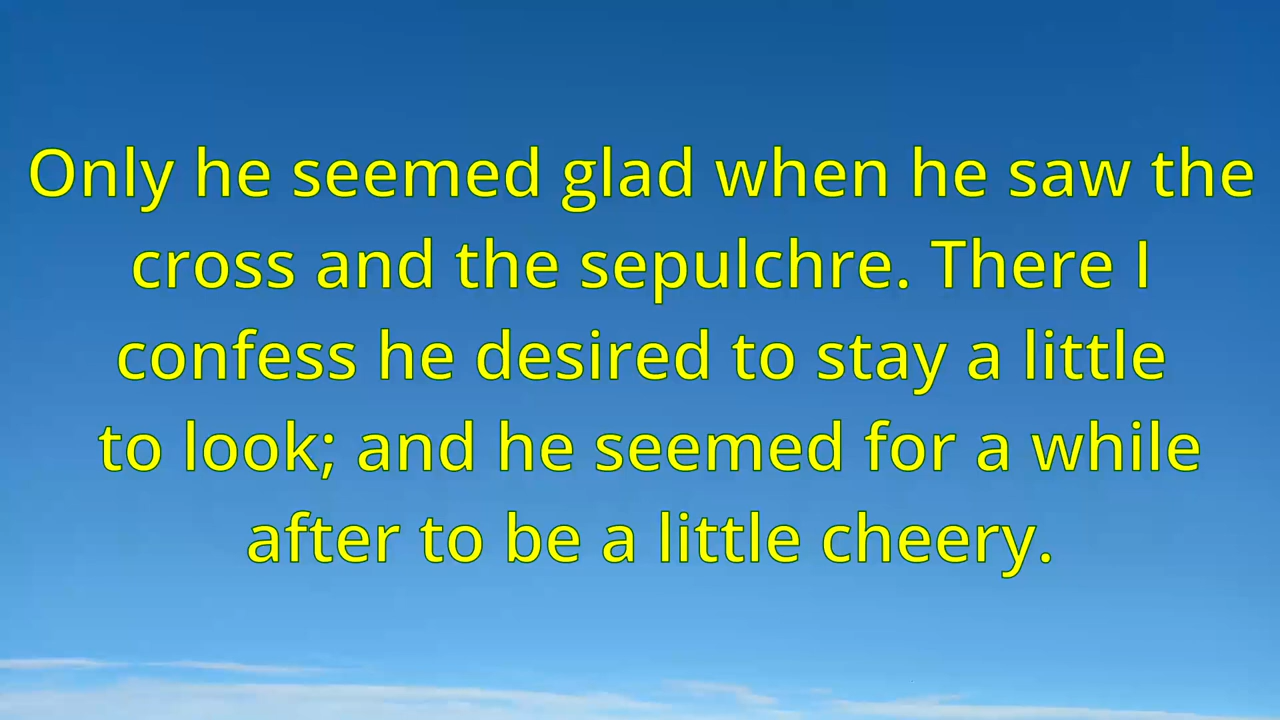 Only he seemed glad when he saw the
cross and the sepulchre. There I
confess he desired to stay a little
to look; and he seemed for a while
after to be a little cheery.